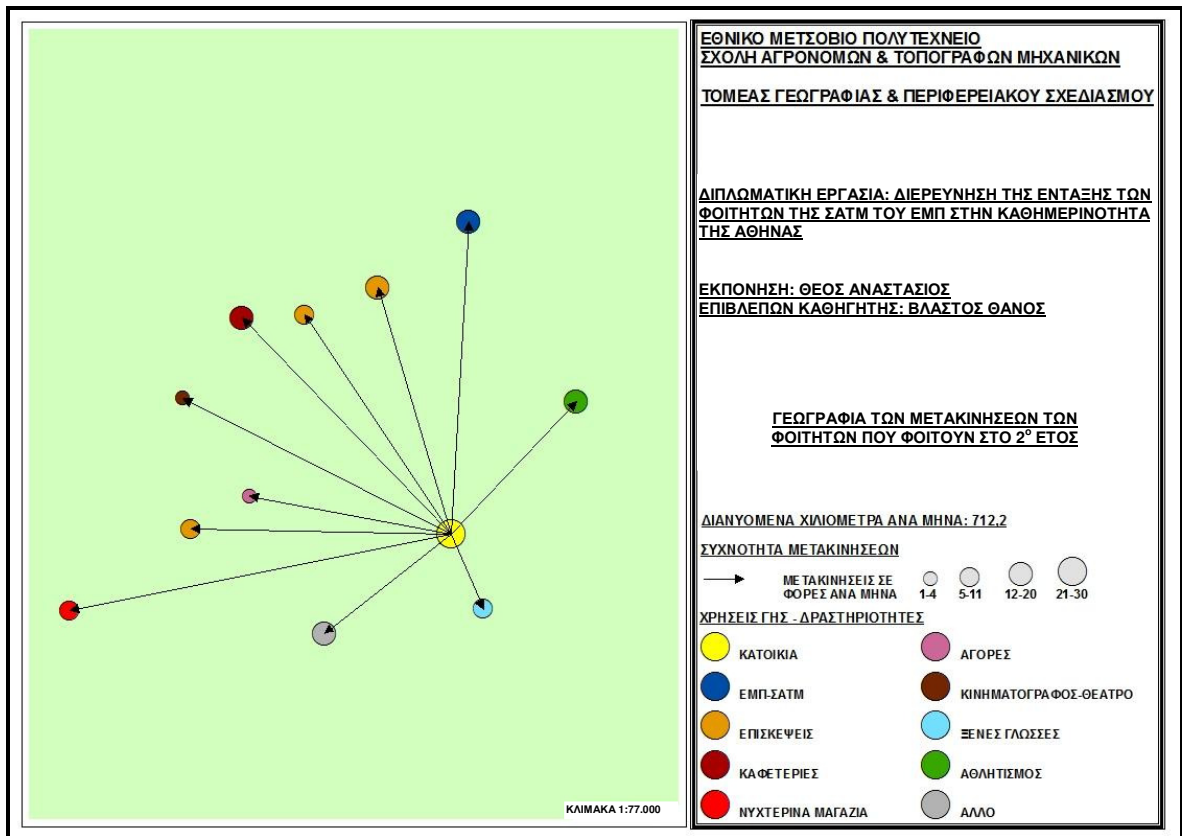 ΕΘΝΙΚΟ ΜΕΤΣΟΒΙΟ ΠΟΛΥΤΕΧΝΕΙΟ
ΣΧΟΛΗ ΑΓΡΟΝΟΜΩΝ & ΤΟΠΟΓΡΑΦΩΝ ΜΗΧΑΝΙΚΩΝ
ΤΟΜΕΑΣ ΓΕΩΓΡΑΦΙΑΣ & ΠΕΡΙΦΕΡΕΙΑΚΟΥ ΣΧΕΔΙΑΣΜΟΥ
ΔΙΠΛΩΜΑΤΙΚΗ ΕΡΓΑΣΙΑ: ΔΙΕΡΕΥΝΗΣΗ ΤΗΣ ΕΝΤΑΞΗΣ ΤΩΝ
ΦΟΙΤΗΤΩΝ ΤΗΣ ΣΑΤΜ ΤΟΥ ΕΜΠ ΣΤΗΝ ΚΑΘΗΜΕΡΙΝΟΤΗΤΑ
ΤΗΣ ΑΘΗΝΑΣ
ΕΚΠΟΝΗΣΗ: ΘΕΟΣ ΑΝΑΣΤΑΣΙΟΣ
ΕΠΙΒΛΕΠΩΝ ΚΑΘΗΓΗΤΗΣ: ΒΛΑΣΤΟΣ ΘΑΝΟΣ
ΓΕΩΓΡΑΦΙΑ ΤΩΝ ΜΕΤΑΚΙΝΗΣΕΩΝ ΤΩΝ
ΦΟΙΤΗΤΩΝ ΠΟΥ ΦΟΙΤΟΥΝ ΣΤΟ 2º ΕΤΟΣ
ΔΙΑΝΥΟΜΕΝΑ ΧΙΛΙΟΜΕΤΡΑ ΑΝΑ ΜΗΝΑ: 712,2
ΣΥΧΝΟΤΗΤΑ ΜΕΤΑΚΙΝΗΣΕΩΝ
ΜΕΤΑΚΙΝΗΣΕΙΣ ΣΕ
ΦΟΡΕΣ ΑΝΑ ΜΗΝΑ 1-4 5-11 12-20 21-30
ΧΡΗΣΕΙΣ ΓΗΣ - ΔΡΑΣΤΗΡΙΟΤΗΤΕΣ
ΚΑΤΟΙΚΙΑ ΑΓΟΡΕΣ
ΕΜΠ-ΣΑΤΜ ΚΙΝΗΜΑΤΟΓΡΑΦΟΣ-ΘΕΑΤΡΟ
ΕΠΙΣΚΕΨΕΙΣ ΞΕΝΕΣ ΓΛΩΣΣΕΣ
ΚΑΦΕΤΕΡΙΕΣ ΑΘΛΗΤΙΣΜΟΣ
ΝΥΧΤΕΡΙΝΑ ΜΑΓΑΖΙΑ ΑΛΛΟ
ΚΛΙΜΑΚΑ 1:77.000